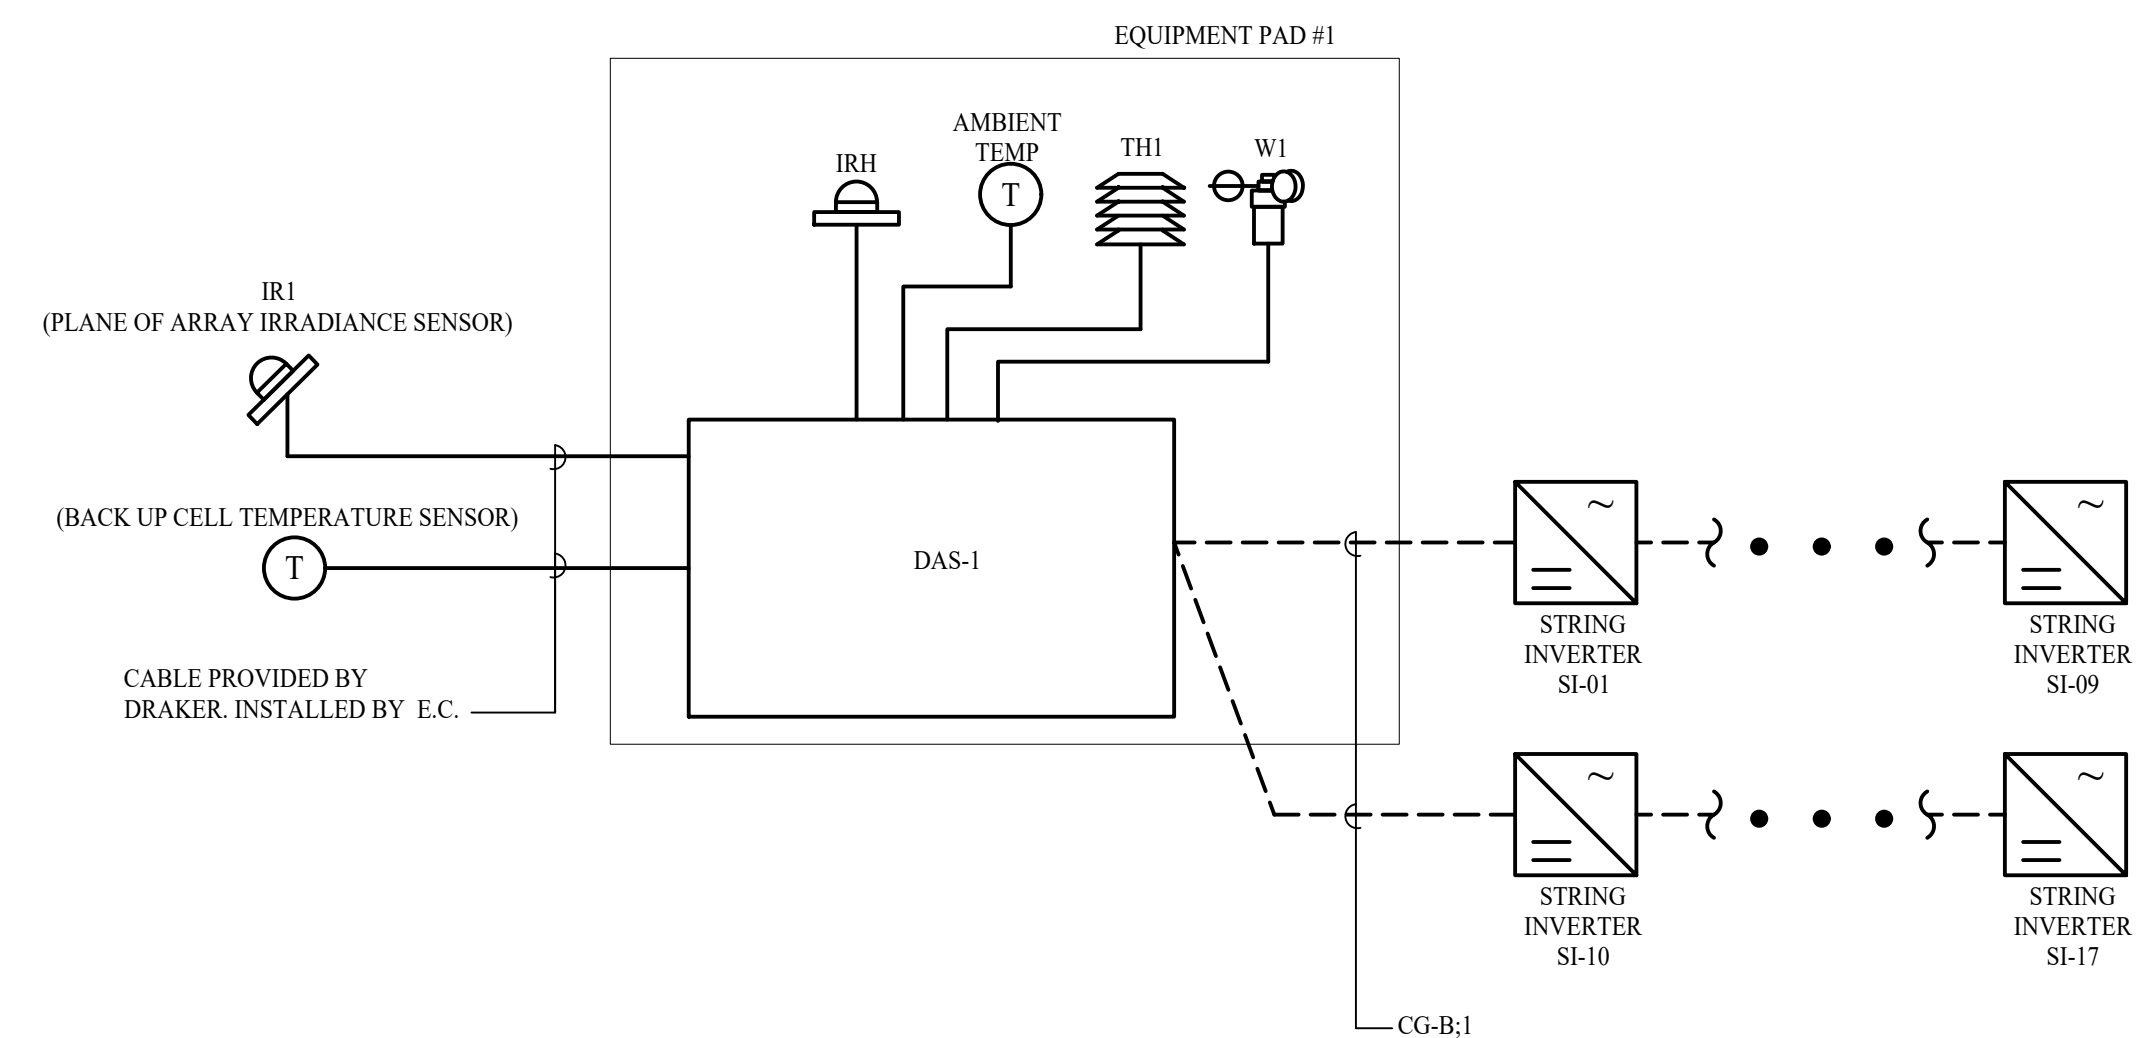 EQUIPMENT PAD #1
AMBIENT
TEMP
T
IRH
TH1
W1
IR1
(PLANE OF ARRAY IRRADIANCE SENSOR)
(BACK UP CELL TEMPERATURE SENSOR)
T
DAS-1
CABLE PROVIDED BY
DRAKER. INSTALLED BY E.C.
~
STRING
INVERTER
SI-01
~
STRING
INVERTER
SI-09
~
STRING
INVERTER
SI-10
~
STRING
INVERTER
SI-17
CG-B;1